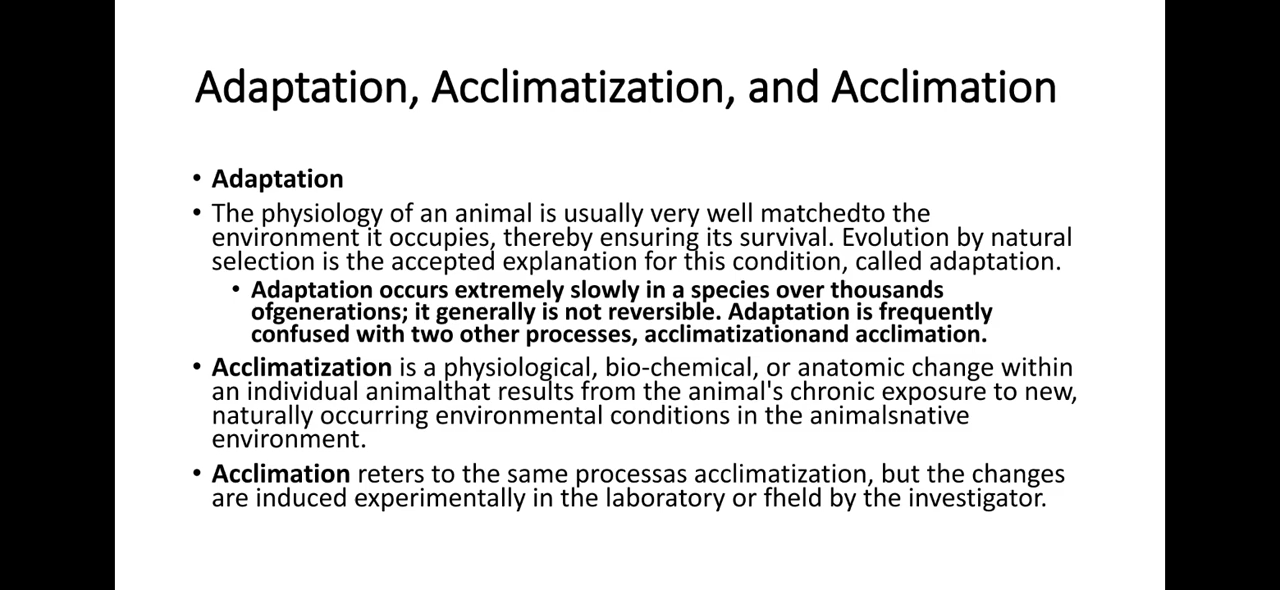 Adaptation, Acclimatization, and Acclimation
• Adaptation
• The physiology of an animal is usually very well matchedto the
environment it occupies, thereby ensuring its survival. Evolution by natural
selection is the accepted explanation for this condition, called adaptation.
• Adaptation occurs extremely slowly in a species over thousands
ofgenerations; it generally is not reversible. Adaptation is frequently
confused with two other processes, acclimatizationand acclimation.
• Acclimatization is a physiological, bio-chemical, or anatomic change within
an individual animalthat results from the animal's chronic exposure to new,
naturally occurring environmental conditions in the animalsnative
environment.
• Acclimation reters to the same processas acclimatization, but the changes
are induced experimentally in the laboratory or fheld by the investigator.